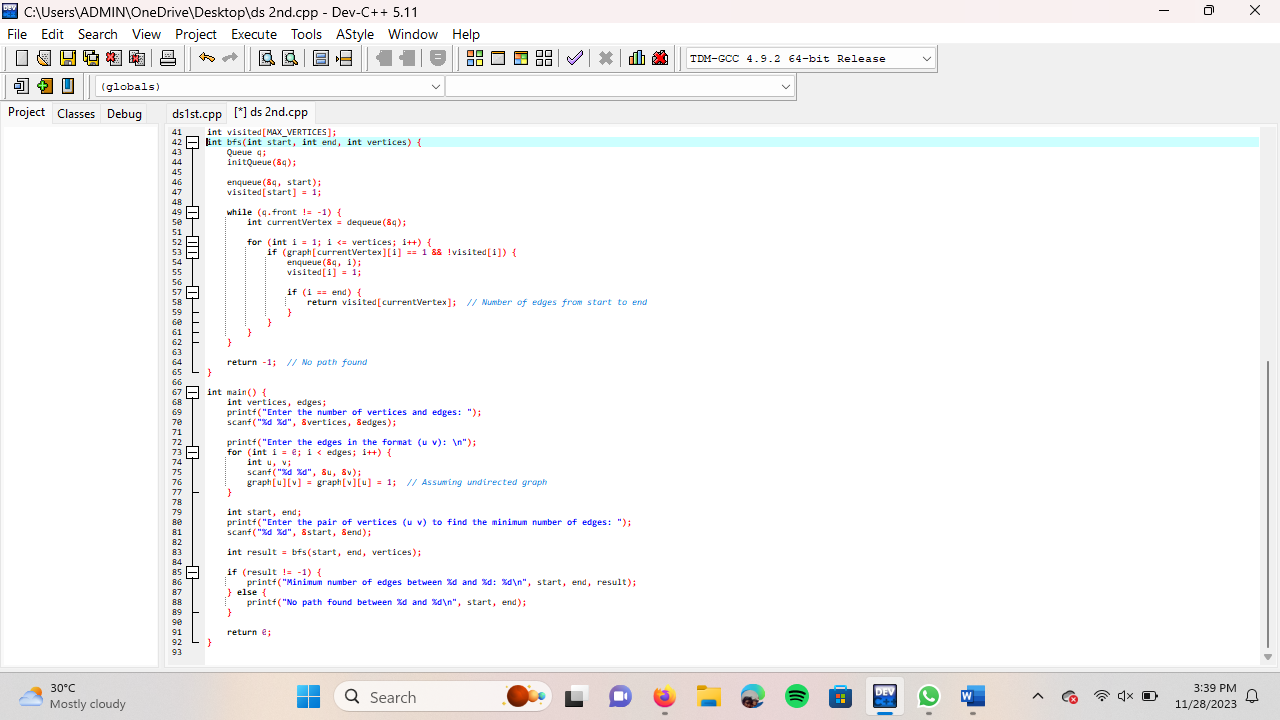 C:\Users\ADMIN\OneDrive\Desktop\ds 2nd.cpp - Dev-C++ 5.11
File Edit Search View Project Execute Tools AStyle Window Help
TDM-GCC 4.9.2 64-bit Release
(globals)
Project Classes Debug ds1st.cpp [*] ds 2nd.cpp
41 int visited[MAX_VERTICES];
42 int bfs(int start, int end, int vertices) {
43 Queue q;
44 initQueue(&q);
45
46 enqueue(&q, start);
47 visited[start] = 1;
48
49 while (q.front != -1) {
50 int currentVertex = dequeue(&q);
51
52 for (int i = 1; i <= vertices; i++) {
53 if (graph[currentVertex][i] == 1 && !visited[i]) {
54 enqueue(&q, i);
55 visited[i] = 1;
56
57 if (i == end) {
58 return visited[currentVertex]; // Number of edges from start to end
59 }
60 }
61 }
62 }
63
64 return -1; // No path found
65 }
66
67 int main() {
68 int vertices, edges;
69 printf("Enter the number of vertices and edges: ");
70 scanf("%d %d", &vertices, &edges);
71
72 printf("Enter the edges in the format (u v): \n");
73 for (int i = 0; i < edges; i++) {
74 int u, v;
75 scanf("%d %d", &u, &v);
76 graph[u][v] = graph[v][u] = 1; // Assuming undirected graph
77 }
78
79 int start, end;
80 printf("Enter the pair of vertices (u v) to find the minimum number of edges: ");
81 scanf("%d %d", &start, &end);
82
83 int result = bfs(start, end, vertices);
84
85 if (result != -1) {
86 printf("Minimum number of edges between %d and %d: %d\n", start, end, result);
87 } else {
88 printf("No path found between %d and %d\n", start, end);
89 }
90
91 return 0;
92 }
93
30°C
Mostly cloudy
Search
3:39 PM
11/28/2023